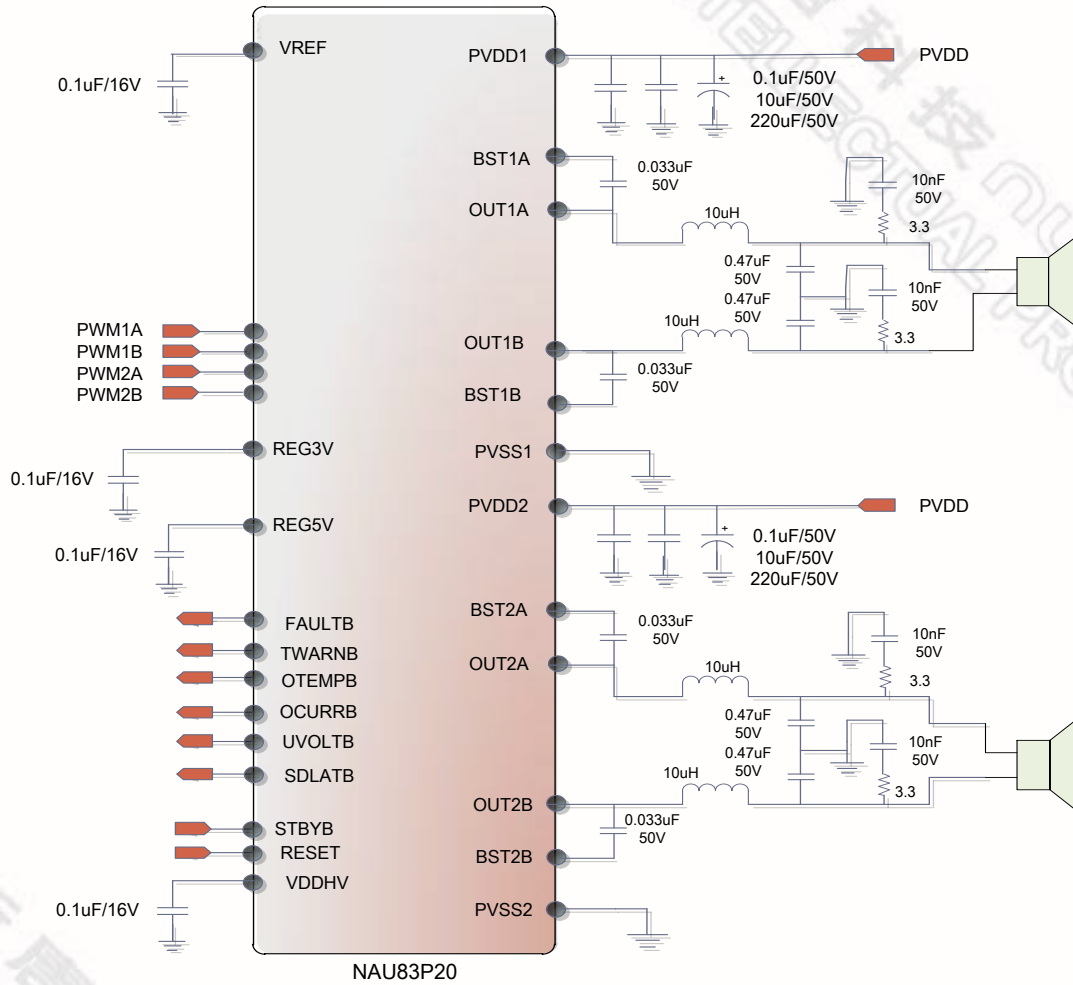 VREF
0.1uF/16V
PWM1A
PWM1B
PWM2A
PWM2B
REG3V
0.1uF/16V
REG5V
0.1uF/16V
FAULTB
TWARNB
OTEMPB
OCURRB
UVOLTB
SDLATB
STBYB
RESET
VDDHV
0.1uF/16V
PVDD1
PVDD
+
0.1uF/50V
10uF/50V
220uF/50V
BST1A
0.033uF
50V
OUT1A
10uH
10nF
50V
3.3
0.47uF
50V
0.47uF
50V
10nF
50V
3.3
10uH
OUT1B
0.033uF
50V
BST1B
PVSS1
PVDD2
PVDD
+
0.1uF/50V
10uF/50V
220uF/50V
BST2A
0.033uF
50V
OUT2A
10uH
10nF
50V
3.3
0.47uF
50V
0.47uF
50V
10nF
50V
3.3
10uH
OUT2B
0.033uF
50V
BST2B
PVSS2
NAU83P20
科技